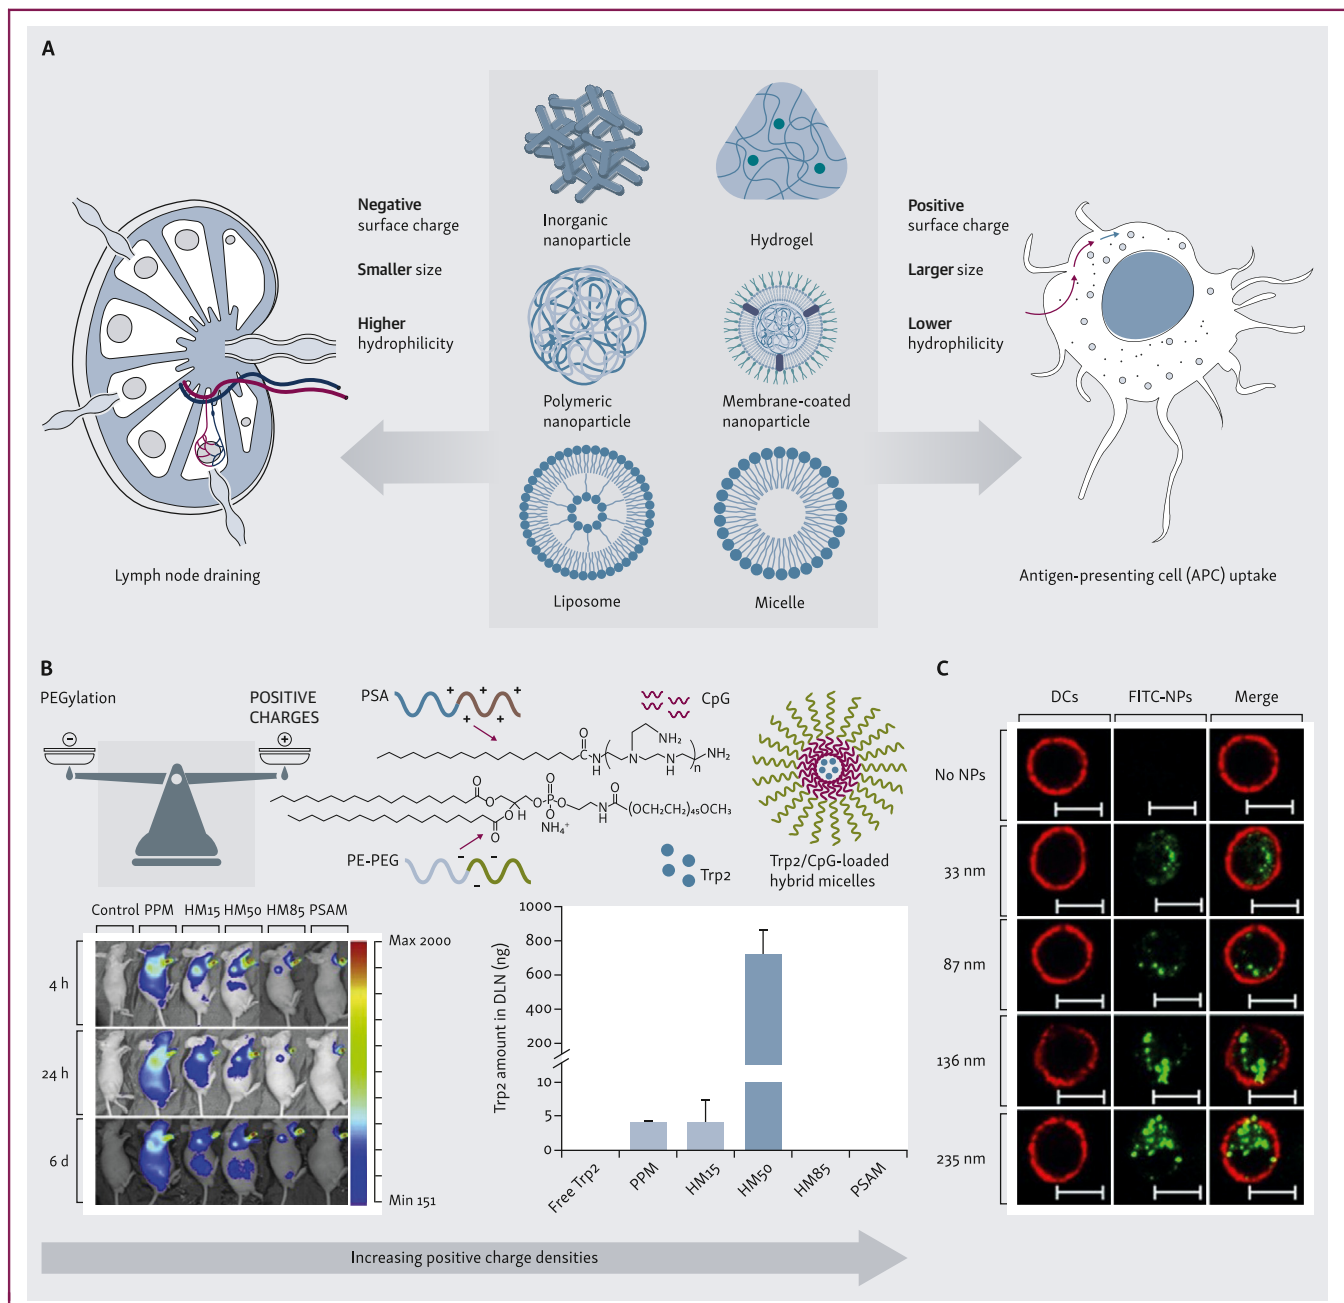 A
Negative
surface charge
Smaller size
Higher
hydrophilicity
Lymph node draining
Inorganic
nanoparticle
Hydrogel
Polymeric
nanoparticle
Membrane-coated
nanoparticle
Liposome
Micelle
Positive
surface charge
Larger size
Lower
hydrophilicity
Antigen-presenting cell (APC) uptake
B
PEGylation
POSITIVE
CHARGES
−
+
PSA
+ + +
+ +
CpG
O
N
H
N
NH₂
N
H
n
NH₂
O
O
O
O
H
O
P
O
O
NH₄⁺
N
H
O
(OCH₂CH₂)₄₅OCH₃
PE-PEG
− −
−
Trp2
Trp2/CpG-loaded
hybrid micelles
Control PPM HM15 HM50 HM85 PSAM
4 h
24 h
6 d
Max 2000
Min 151
Trp2 amount in DLN (ng)
1000
800
600
400
200
10
5
0
Free Trp2
PPM
HM15
HM50
HM85
PSAM
Increasing positive charge densities
C
DCs FITC-NPs Merge
No NPs
33 nm
87 nm
136 nm
235 nm